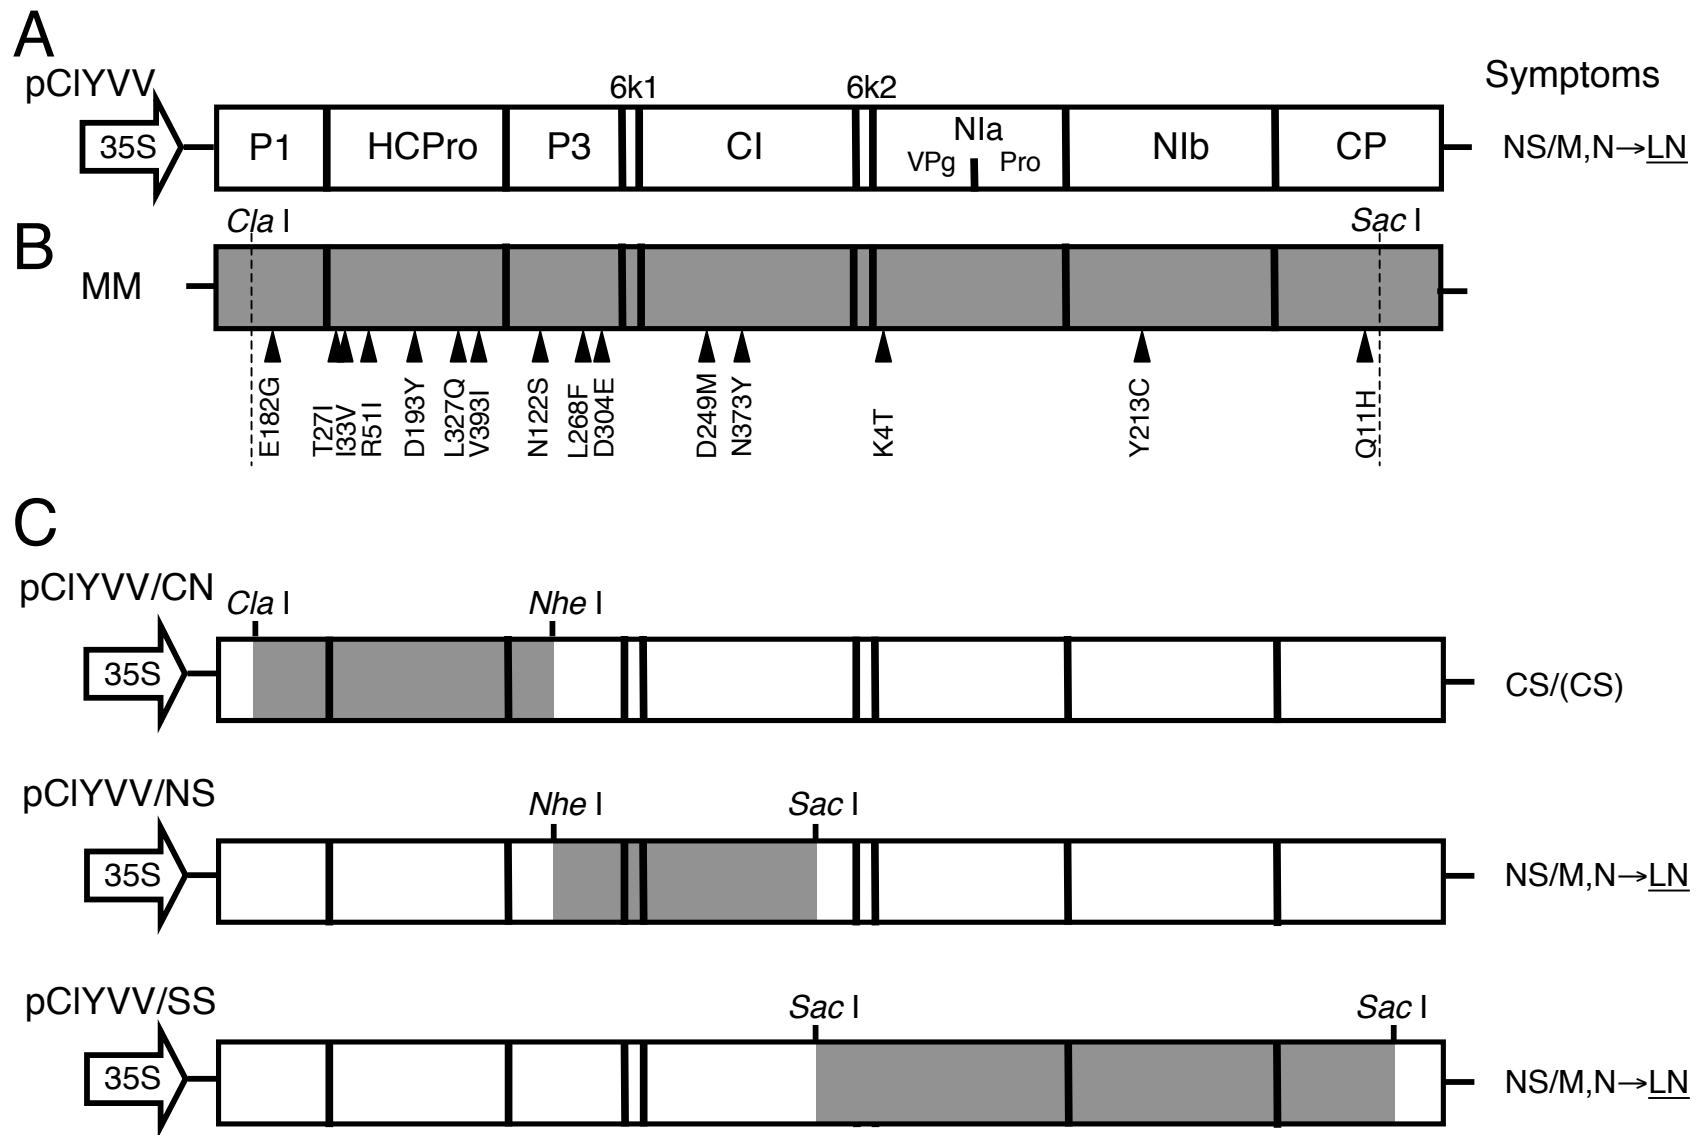 A
pClYVV
6k1
6k2
Symptoms
35S
P1
HCPro
P3
CI
NIa
VPg
Pro
NIb
CP
NS/M,N→LN
Cla I
Sac I
B
MM
E182G
T27I
I33V
R51I
D193Y
L327Q
V393I
N122S
L268F
D304E
D249M
N373Y
K4T
Y213C
Q11H
C
pClYVV/CN
Cla I
Nhe I
35S
CS/(CS)
pClYVV/NS
Nhe I
Sac I
35S
NS/M,N→LN
pClYVV/SS
Sac I
Sac I
35S
NS/M,N→LN